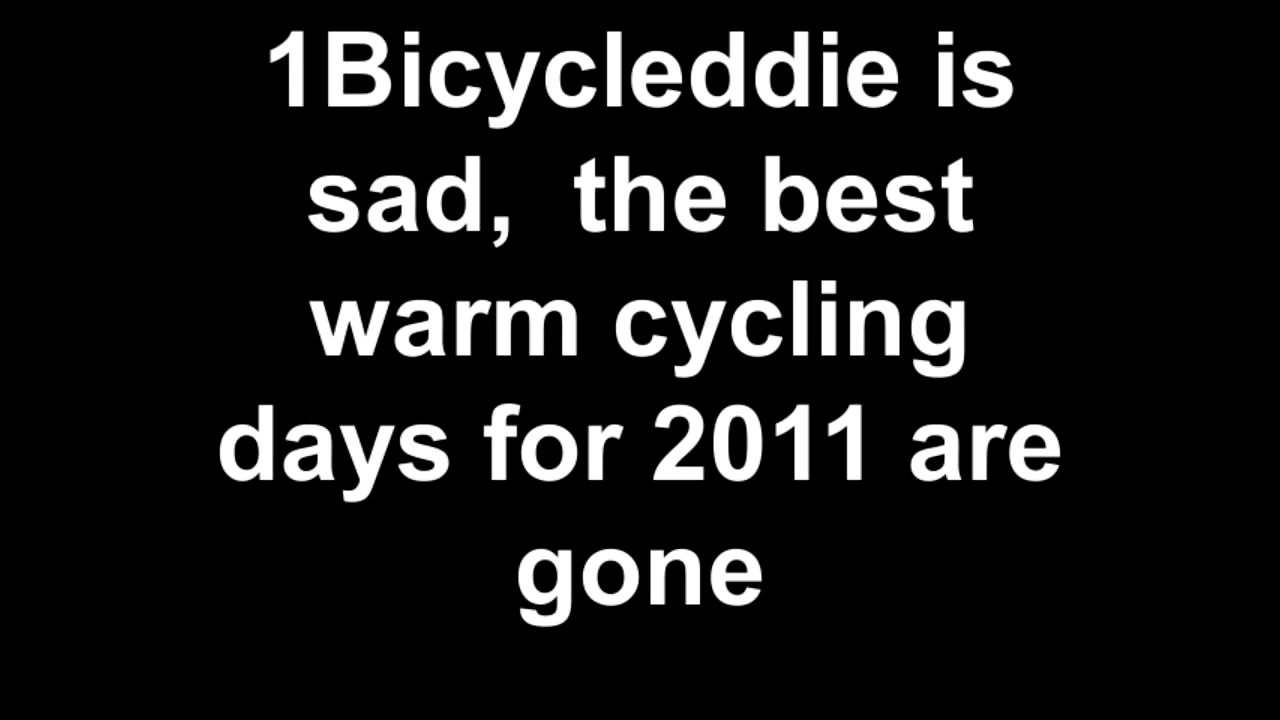 1Bicycleddie is
sad,  the best
warm cycling
days for 2011 are
gone